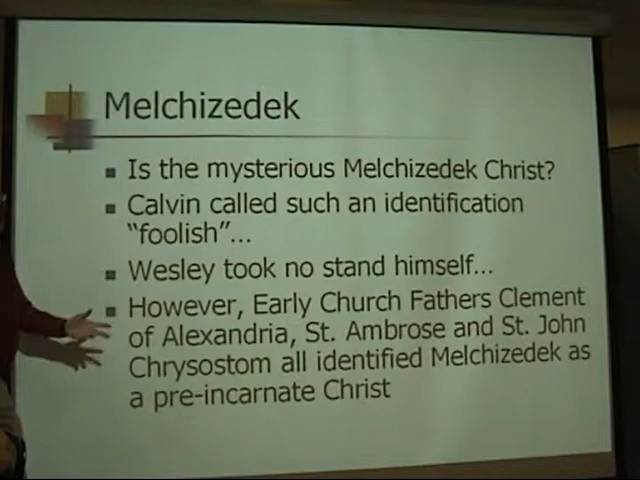 Melchizedek
Is the mysterious Melchizedek Christ?
Calvin called such an identification
“foolish”...
Wesley took no stand himself...
However, Early Church Fathers Clement
of Alexandria, St. Ambrose and St. John
Chrysostom all identified Melchizedek as
a pre-incarnate Christ